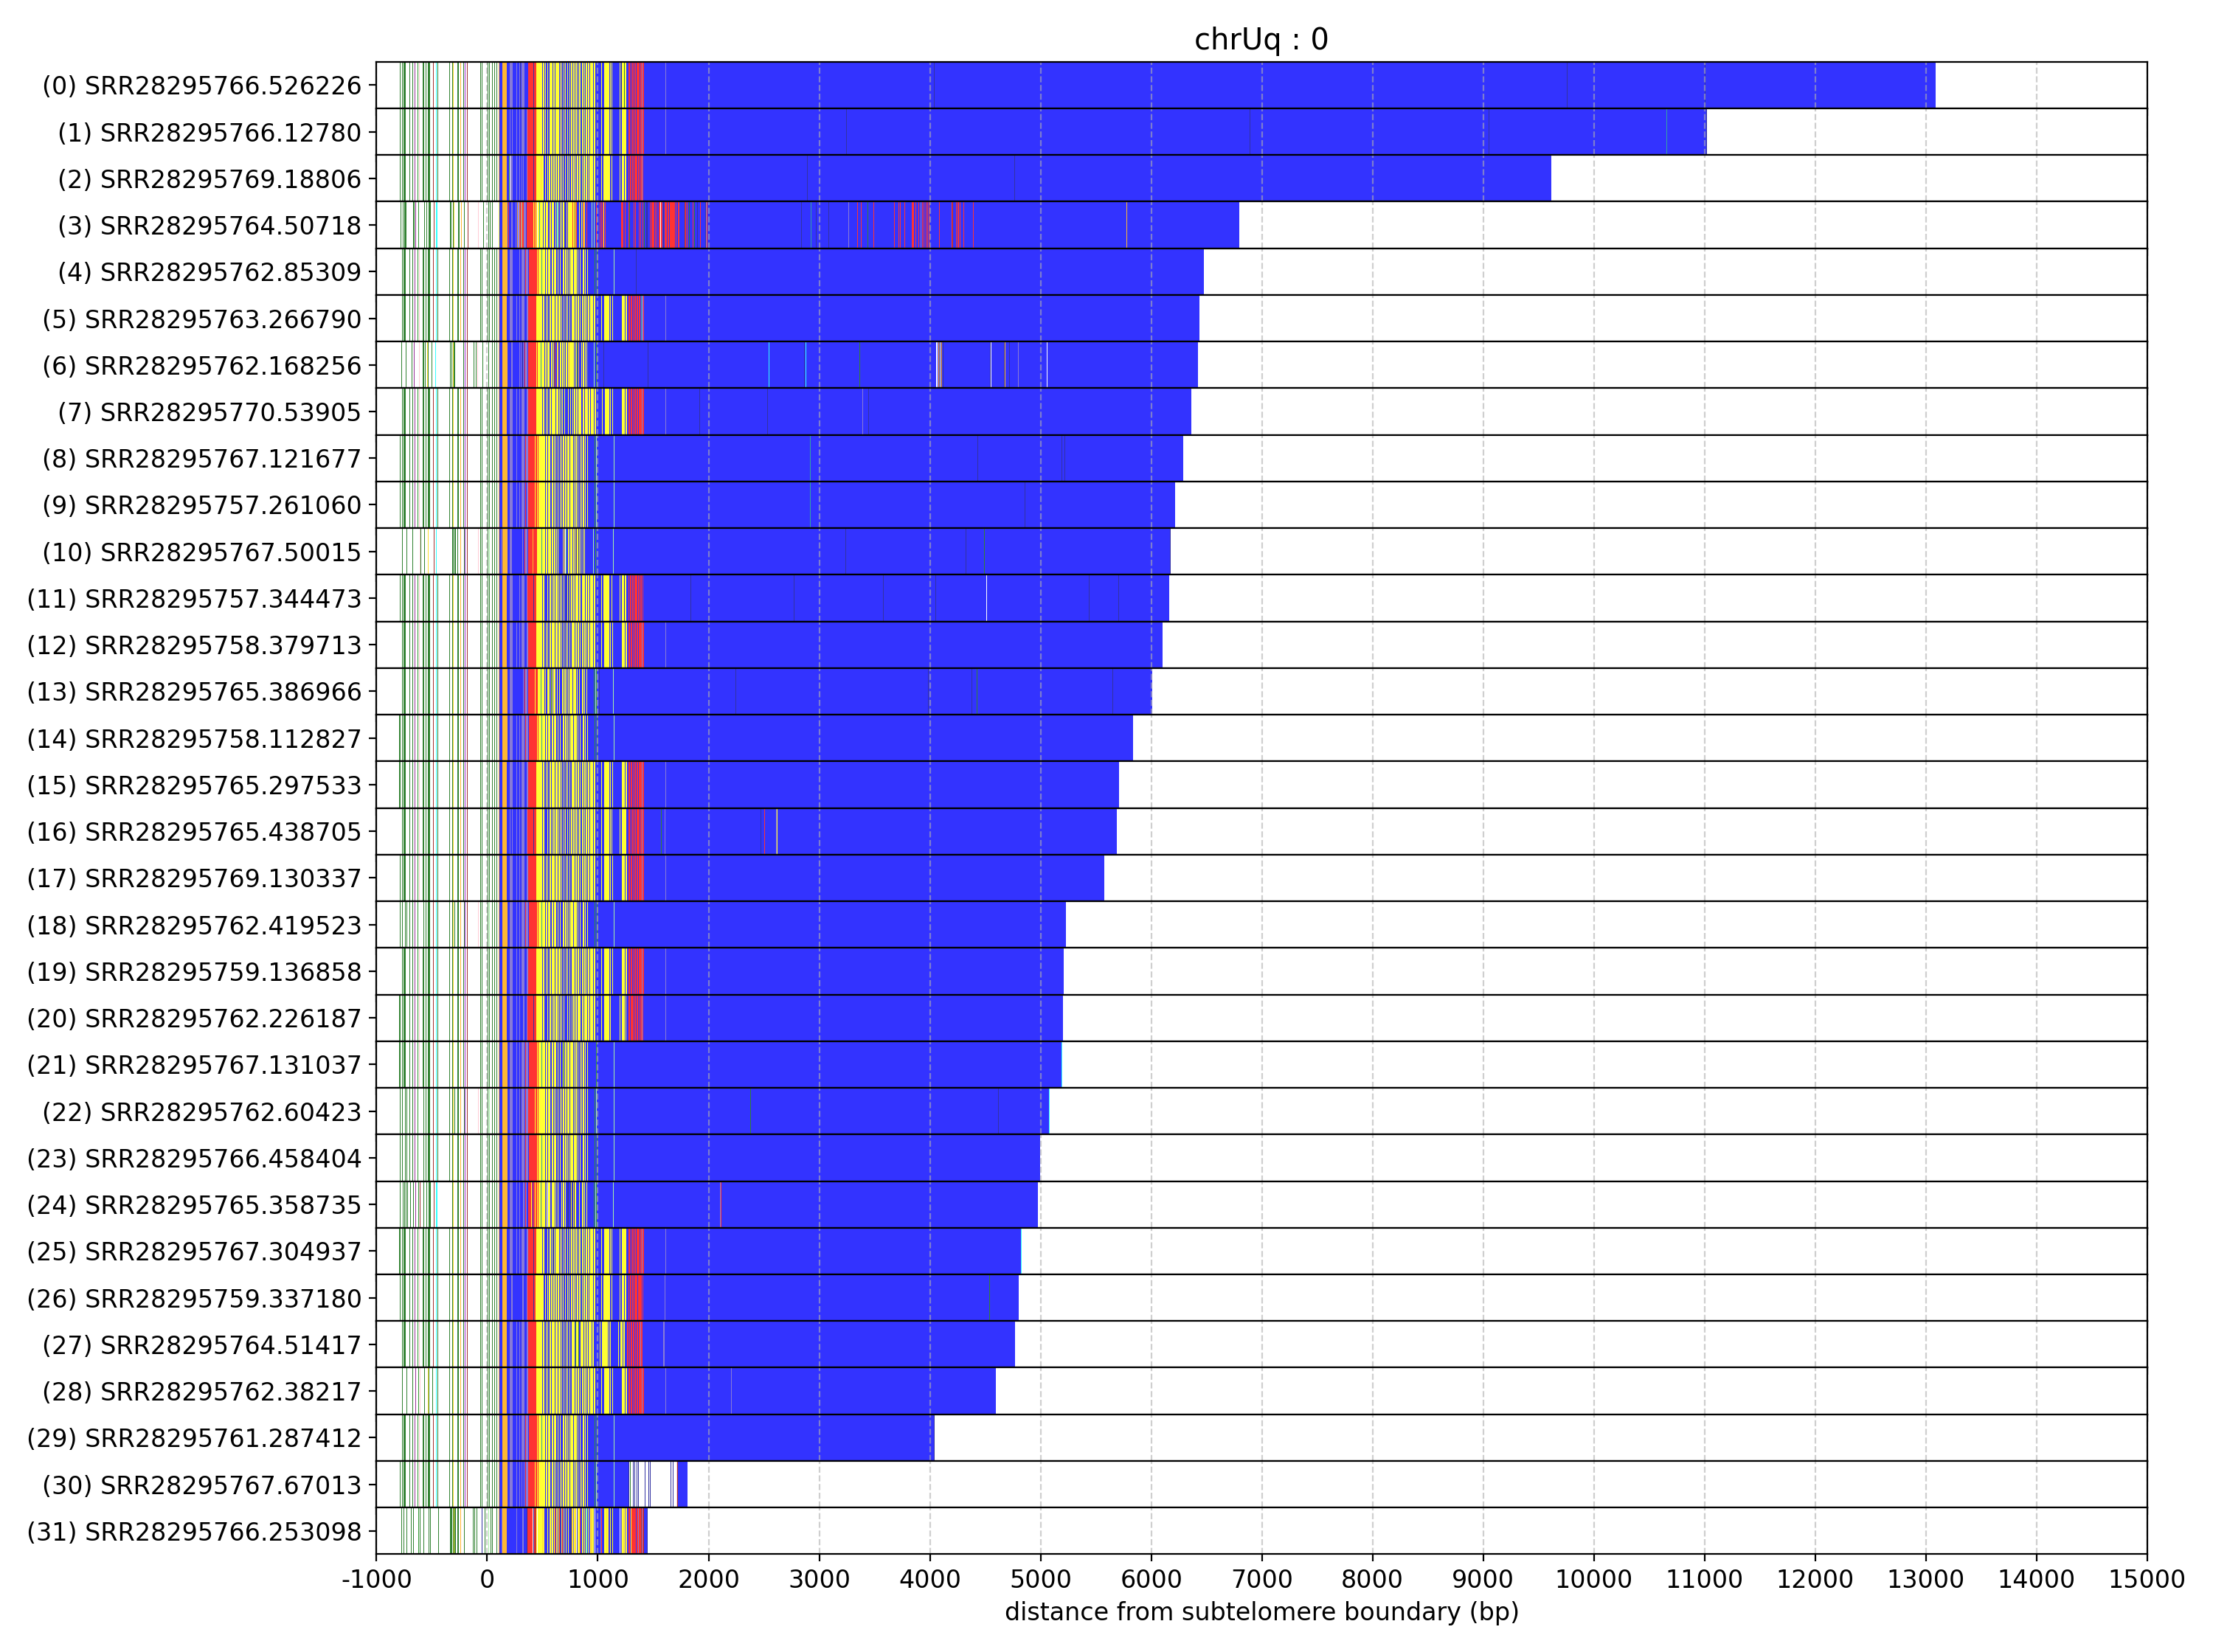 chrUq : 0
(0) SRR28295766.526226
(1) SRR28295766.12780
(2) SRR28295769.18806
(3) SRR28295764.50718
(4) SRR28295762.85309
(5) SRR28295763.266790
(6) SRR28295762.168256
(7) SRR28295770.53905
(8) SRR28295767.121677
(9) SRR28295757.261060
(10) SRR28295767.50015
(11) SRR28295757.344473
(12) SRR28295758.379713
(13) SRR28295765.386966
(14) SRR28295758.112827
(15) SRR28295765.297533
(16) SRR28295765.438705
(17) SRR28295769.130337
(18) SRR28295762.419523
(19) SRR28295759.136858
(20) SRR28295762.226187
(21) SRR28295767.131037
(22) SRR28295762.60423
(23) SRR28295766.458404
(24) SRR28295765.358735
(25) SRR28295767.304937
(26) SRR28295759.337180
(27) SRR28295764.51417
(28) SRR28295762.38217
(29) SRR28295761.287412
(30) SRR28295767.67013
(31) SRR28295766.253098
-1000 0 1000 2000 3000 4000 5000 6000 7000 8000 9000 10000 11000 12000 13000 14000 15000
distance from subtelomere boundary (bp)